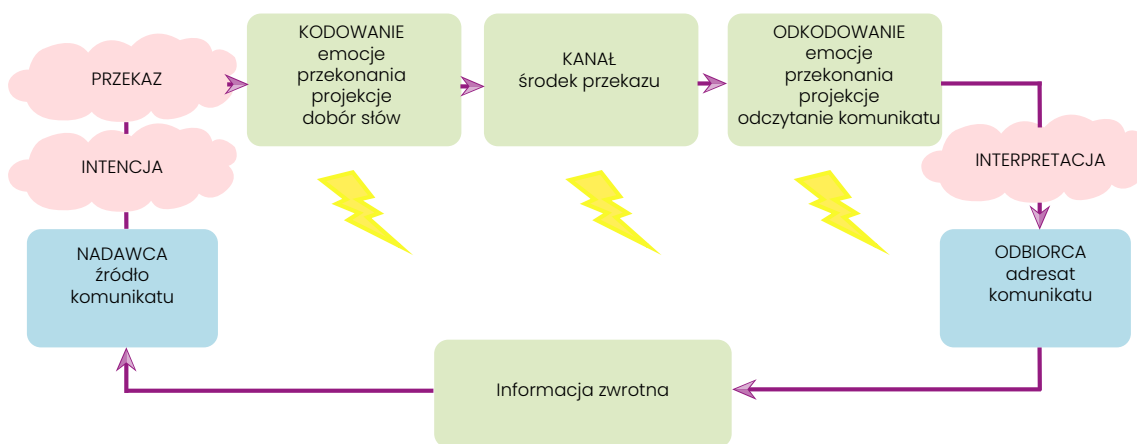 PRZEKAZ
INTENCJA
NADAWCA
źródło
komunikatu
KODOWANIE
emocje
przekonania
projekcje
dobór słów
KANAŁ
środek przekazu
ODKODOWANIE
emocje
przekonania
projekcje
odczytanie komunikatu
INTERPRETACJA
ODBIORCA
adresat
komunikatu
Informacja zwrotna